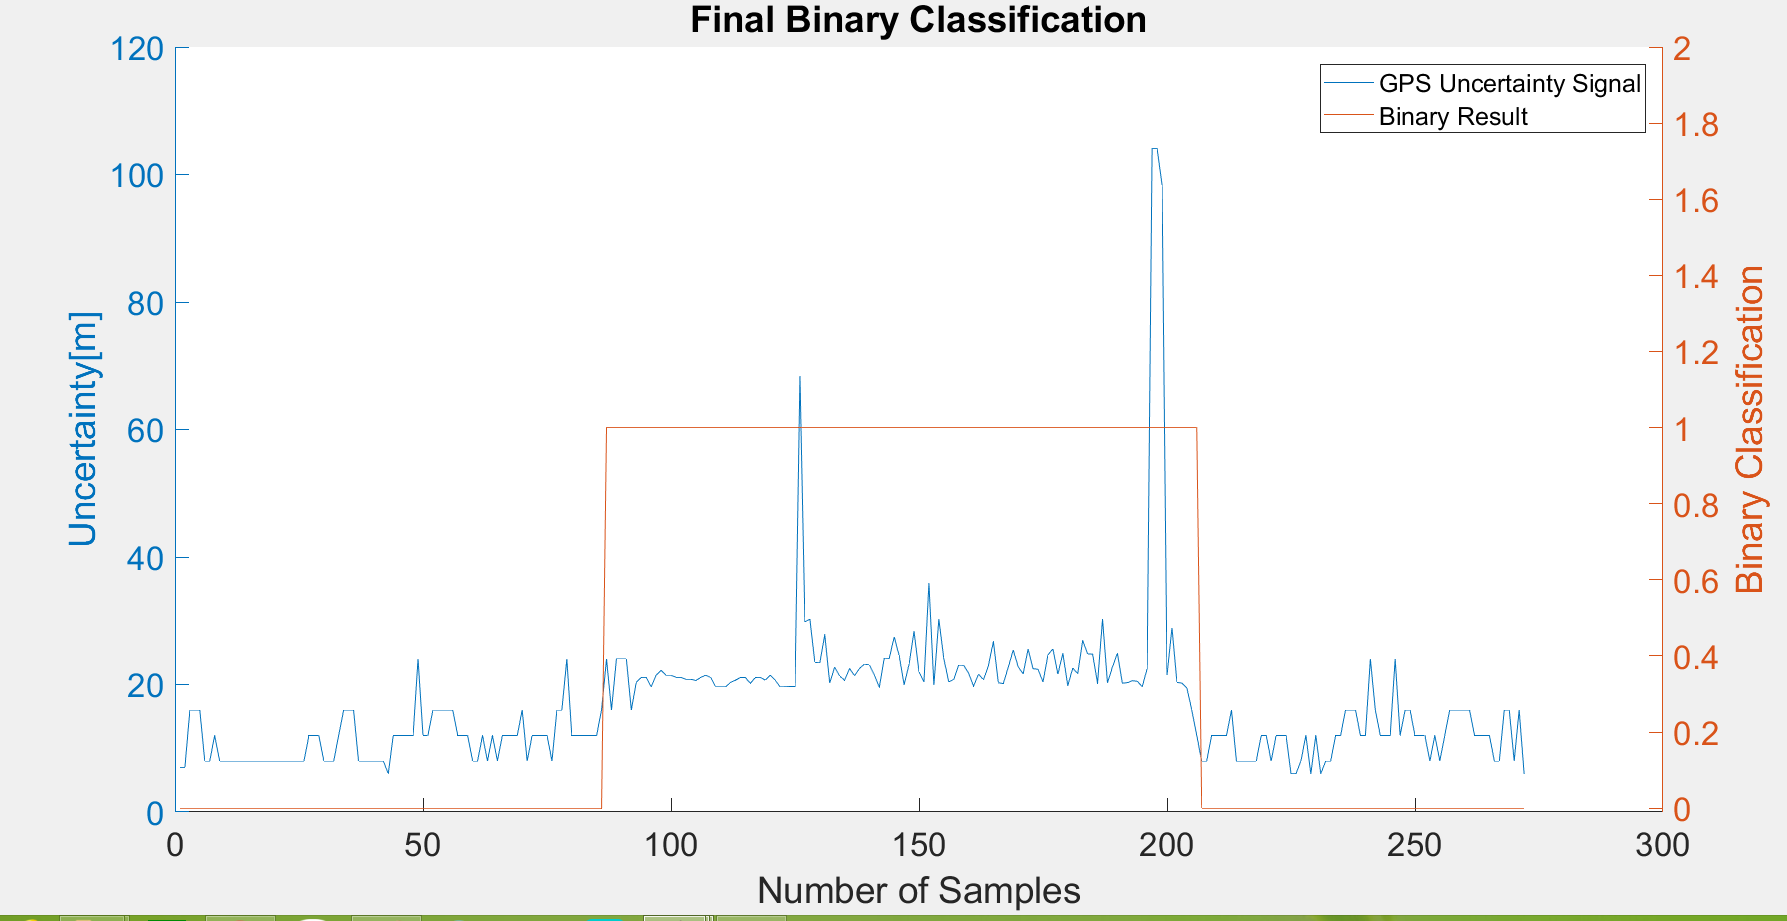 Final Binary Classification
120
100
80
60
40
20
0
Uncertainty[m]
GPS Uncertainty Signal
Binary Result
2
1.8
1.6
1.4
1.2
1
0.8
0.6
0.4
0.2
0
Binary Classification
0 50 100 150 200 250 300
Number of Samples